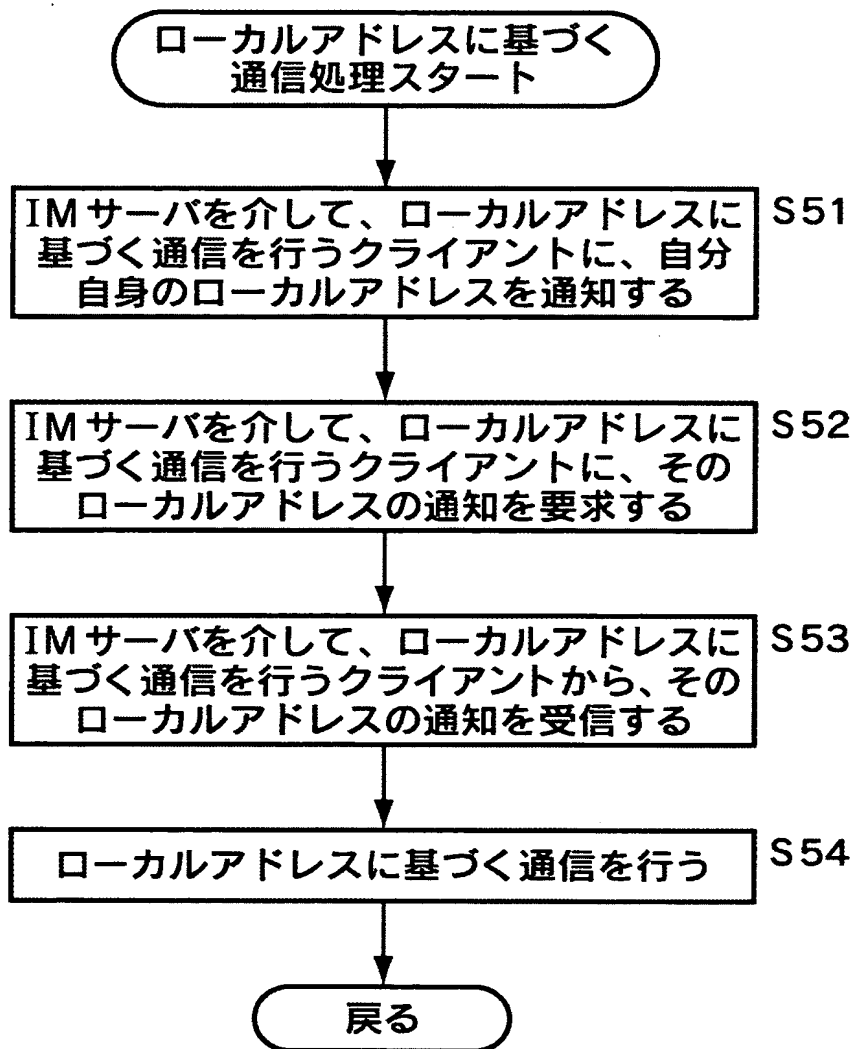 ローカルアドレスに基づく
通信処理スタート
IMサーバを介して、ローカルアドレスに
基づく通信を行うクライアントに、自分
自身のローカルアドレスを通知する
S51
IMサーバを介して、ローカルアドレスに
基づく通信を行うクライアントに、その
ローカルアドレスの通知を要求する
S52
IMサーバを介して、ローカルアドレスに
基づく通信を行うクライアントから、その
ローカルアドレスの通知を受信する
S53
ローカルアドレスに基づく通信を行う
S54
戻る